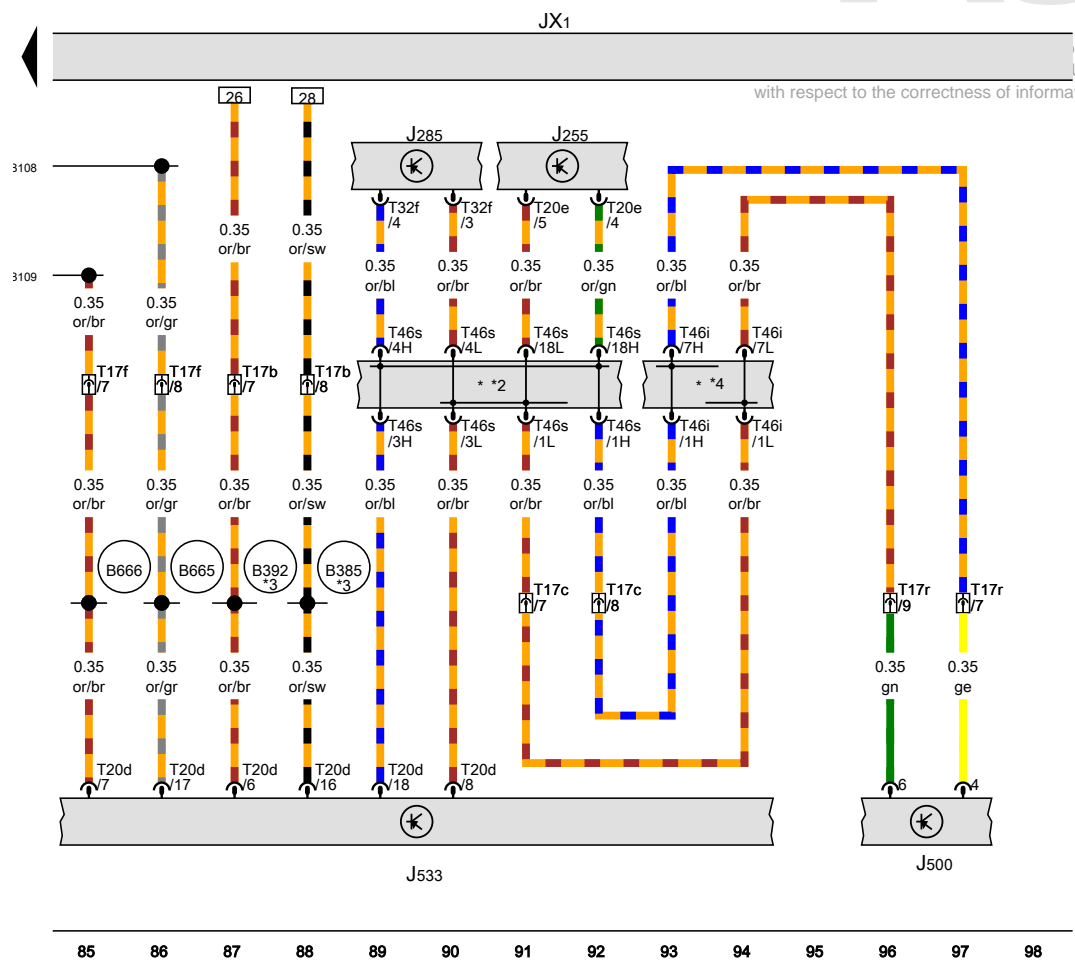 JX1
with respect to the correctness of informa
26 28
J285 J255
3108
3109
T32f
/4
T32f
/3
T20e
/5
T20e
/4
0.35
or/br
0.35
or/sw
0.35
or/bl
0.35
or/br
0.35
or/br
0.35
or/gn
0.35
or/bl
0.35
or/br
0.35
or/br
0.35
or/gr
T46s
/4H
T46s
/4L
T46s
/18L
T46s
/18H
T46i
/7H
T46i
/7L
T17f
/7
T17f
/8
T17b
/7
T17b
/8
* *2
* *4
T46s
/3H
T46s
/3L
T46s
/1L
T46s
/1H
T46i
/1H
T46i
/1L
0.35
or/br
0.35
or/gr
0.35
or/br
0.35
or/sw
0.35
or/bl
0.35
or/br
0.35
or/br
0.35
or/bl
0.35
or/bl
0.35
or/br
B666
B665
B392
*3
B385
*3
T17c
/7
T17c
/8
T17r
/9
T17r
/7
0.35
or/br
0.35
or/gr
0.35
or/br
0.35
or/sw
0.35
gn
0.35
ge
T20d
/7
T20d
/17
T20d
/6
T20d
/16
T20d
/18
T20d
/8
6
4
J533
J500
85 86 87 88 89 90 91 92 93 94 95 96 97 98